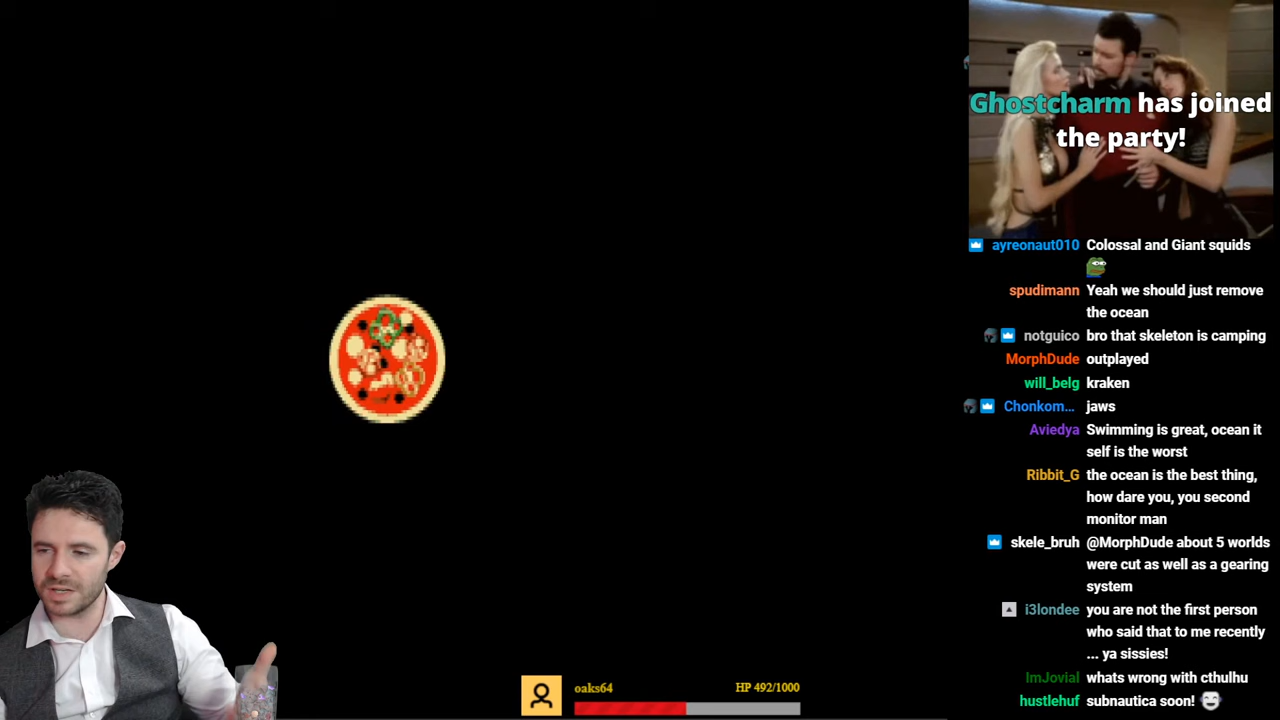 Ghostcharm has joined
the party!
ayreonaut010 Colossal and Giant squids
spudimann Yeah we should just remove
the ocean
notguico bro that skeleton is camping
MorphDude outplayed
will_belg kraken
Chonkom... jaws
Aviedya Swimming is great, ocean it
self is the worst
Ribbit_G the ocean is the best thing,
how dare you, you second
monitor man
skele_bruh @MorphDude about 5 worlds
were cut as well as a gearing
system
i3londee you are not the first person
who said that to me recently
... ya sissies!
ImJovial whats wrong with cthulhu
hustlehuf subnautica soon!
oaks64 HP 492/1000